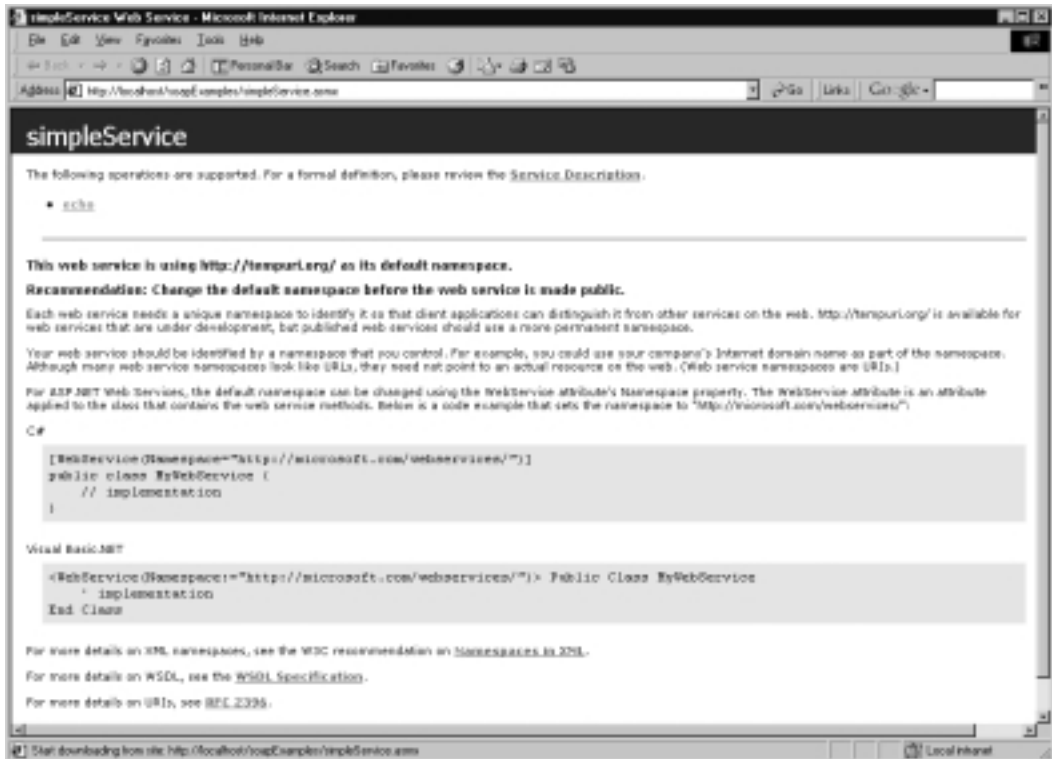 simpleService Web Service - Microsoft Internet Explorer
File Edit View Favorites Tools Help
Back PersonalBar Search Favorites
Address http://localhost/soapExamples/simpleService.asmx Go Links Google
simpleService
The following operations are supported. For a formal definition, please review the Service Description.
• echo
This web service is using http://tempuri.org/ as its default namespace.
Recommendation: Change the default namespace before the web service is made public.
Each web service needs a unique namespace to identify it so that client applications can distinguish it from other services on the web. http://tempuri.org/ is available for
web services that are under development, but published web services should use a more permanent namespace.
Your web service should be identified by a namespace that you control. For example, you could use your company's Internet domain name as part of the namespace.
Although many web service namespaces look like URLs, they need not point to an actual resource on the web. (Web service namespaces are URIs.)
For ASP.NET Web Services, the default namespace can be changed using the WebService attribute's Namespace property. The WebService attribute is an attribute
applied to the class that contains the web service methods. Below is a code example that sets the namespace to "http://microsoft.com/webservices/":
C#
[WebService(Namespace="http://microsoft.com/webservices/")]
public class MyWebService {
// implementation
}
Visual Basic.NET
<WebService(Namespace:="http://microsoft.com/webservices/")> Public Class MyWebService
' implementation
End Class
For more details on XML namespaces, see the W3C recommendation on Namespaces in XML.
For more details on WSDL, see the WSDL Specification.
For more details on URIs, see RFC 2396.
Start downloading from site: http://localhost/soapExamples/simpleService.asmx Local intranet